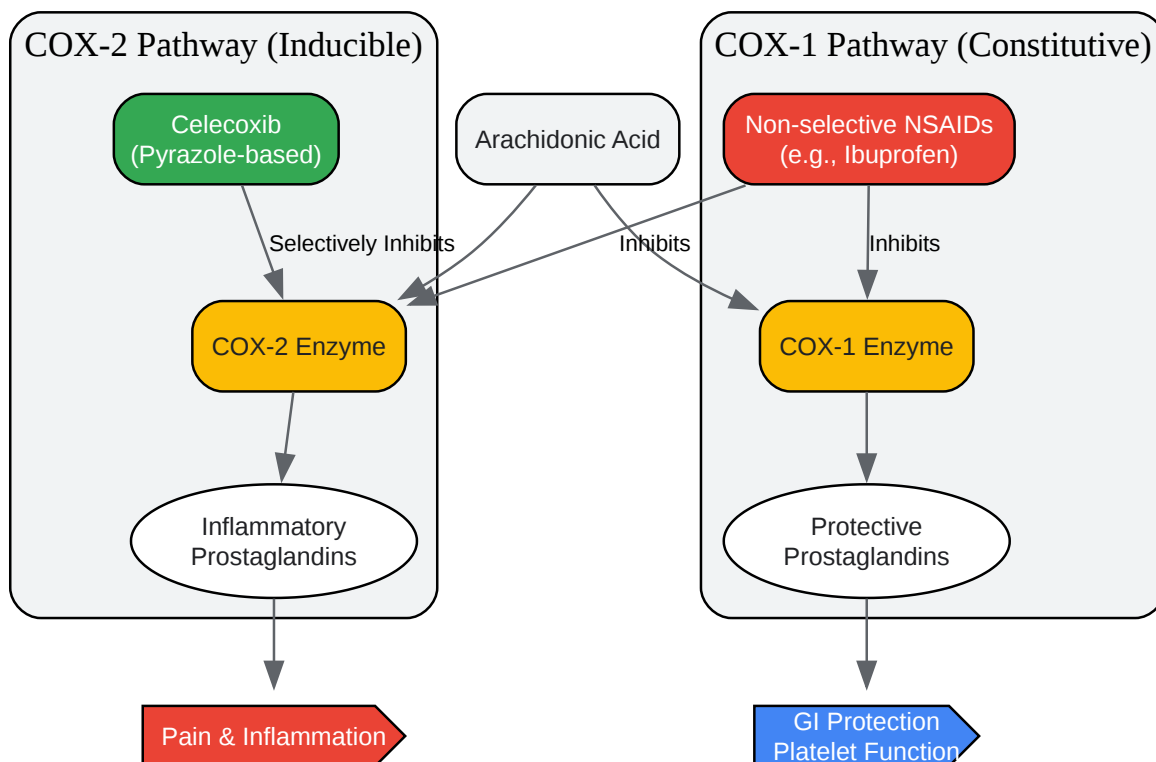 COX-2 Pathway (Inducible)
COX-1 Pathway (Constitutive)
Celecoxib
(Pyrazole-based)
Arachidonic Acid
Non-selective NSAIDs
(e.g., Ibuprofen)
Selectively Inhibits
Inhibits
Inhibits
COX-2 Enzyme
COX-1 Enzyme
Inflammatory
Prostaglandins
Protective
Prostaglandins
Pain & Inflammation
GI Protection
Platelet Function